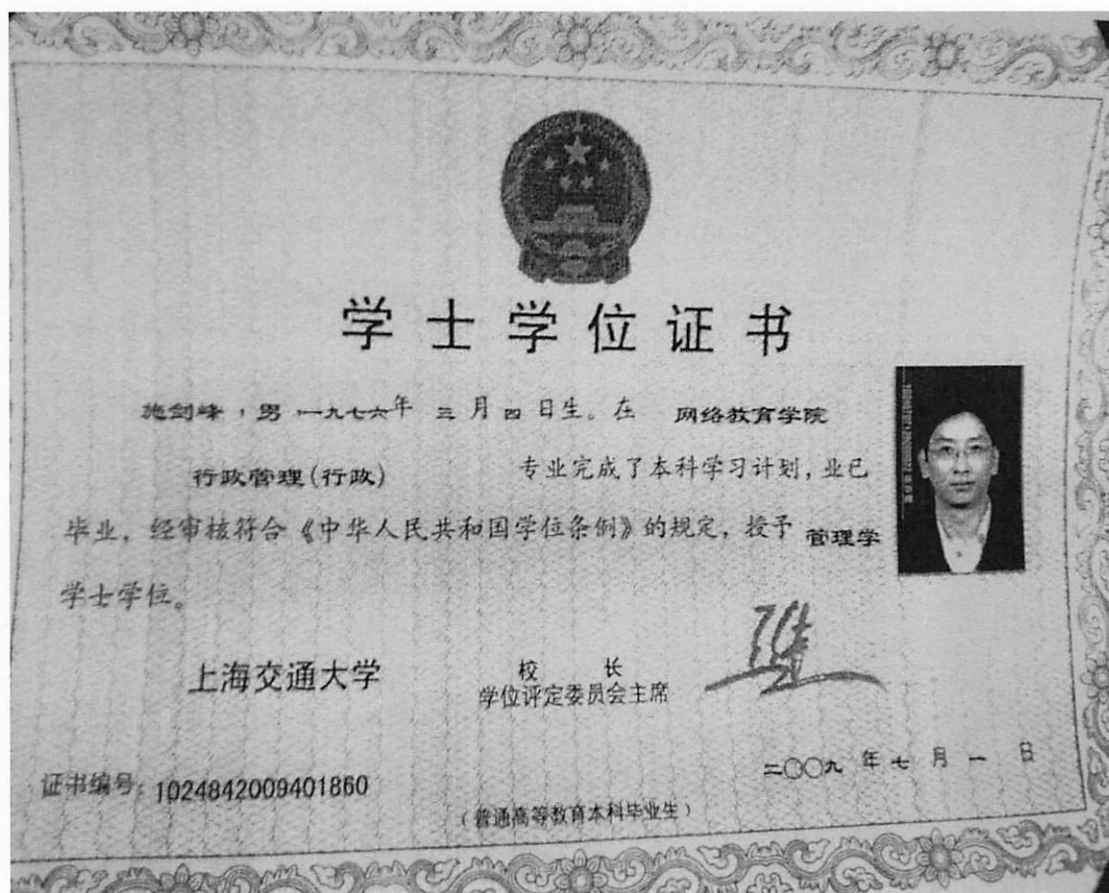 学士学位证书
施剑峰，男，一九七六年 三 月 四 日生。在 网络教育学院
行政管理(行政) 专业完成了本科学习计划，业已
毕业，经审核符合《中华人民共和国学位条例》的规定，授予 管理学
学士学位。
上海交通大学
校 长
学位评定委员会主席
二〇〇九 年 七 月 一 日
证书编号: 1024842009401860
（普通高等教育本科毕业生）